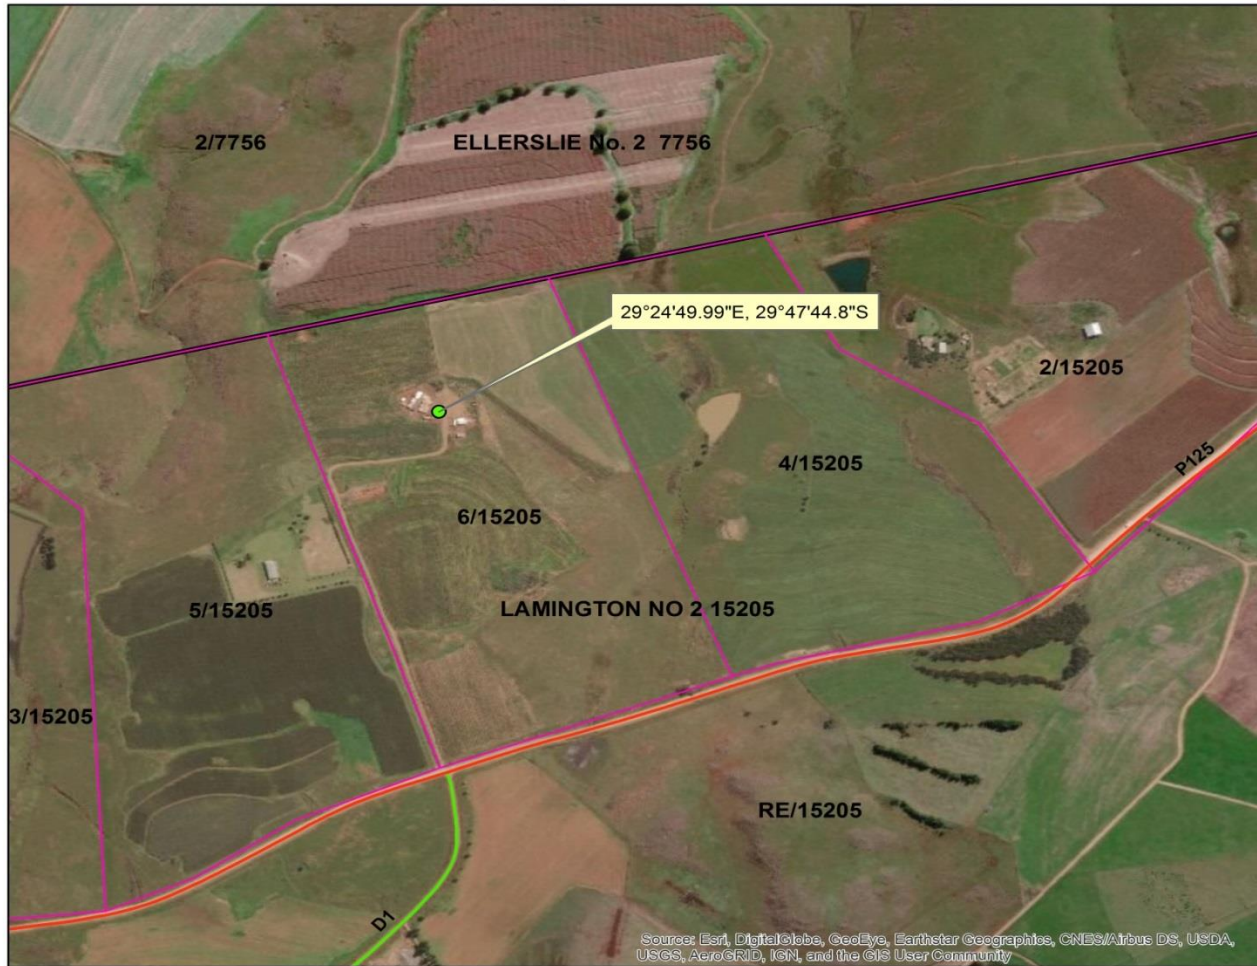 2/7756
ELLERSLIE No. 2 7756
29°24'49.99"E, 29°47'44.8"S
2/15205
P125
4/15205
6/15205
LAMINGTON NO 2 15205
5/15205
3/15205
RE/15205
D1
Source: Esri, DigitalGlobe, GeoEye, Earthstar Geographics, CNES/Airbus DS, USDA,
USGS, AeroGRID, IGN, and the GIS User Community